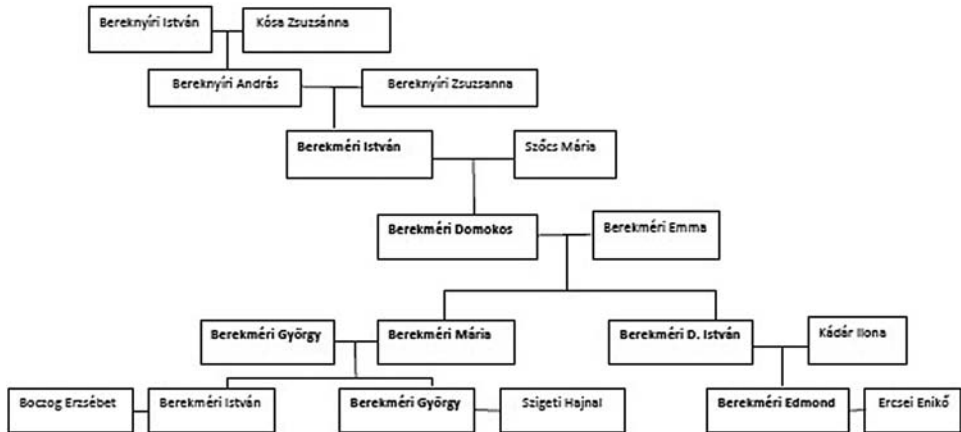 Bereknyíri István
Kósa Zsuzsánna
Bereknyíri András
Bereknyíri Zsuzsanna
Berekméri István
Szőcs Mária
Berekméri Domokos
Berekméri Emma
Berekméri György
Berekméri Mária
Berekméri D. István
Kádár Ilona
Boczog Erzsébet
Berekméri István
Berekméri György
Szigeti Hajnal
Berekméri Edmond
Ercsei Enikő